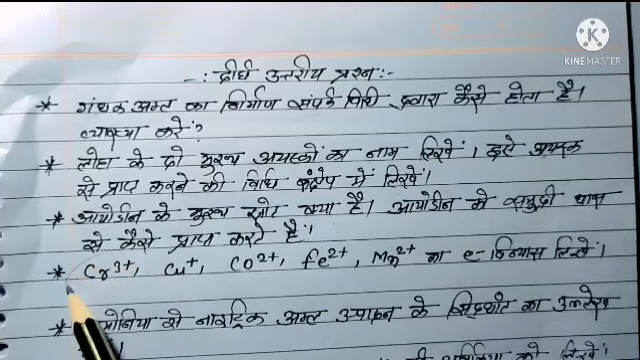 KINEMASTER
-: दीर्घ उत्तरीय प्रश्न:-
* गंधक अम्ल का निर्माण संपर्क विधी द्वारा कैसे होता है।
व्याख्या करें?
* लोहा के दो मुख्य अयस्कों का नाम लिखें। इसे अयस्क
से प्राप्त करने की विधि संक्षेप में लिखें।
* आयोडीन के मुख्य स्रोत क्या है। आयोडीन को समुद्री घास
से कैसे प्राप्त करते है।
* Cr3+, Cu+, CO2+, fe2+, Mn2+ का e- विन्यास लिखें।
* मोनिया से नाइट्रिक अम्ल उत्पादन के सिद्धांत का उल्लेख
को लिखें।